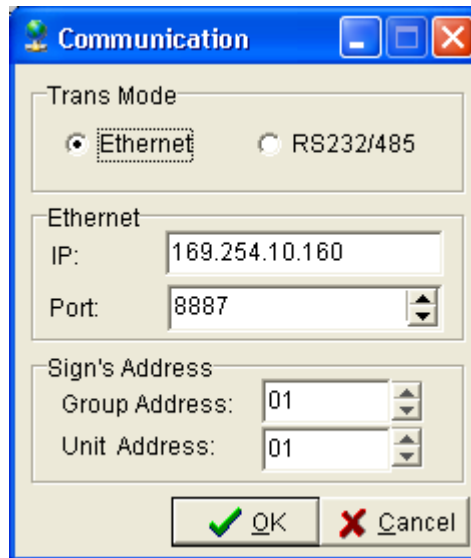 Communication
Trans Mode
Ethernet RS232/485
Ethernet
IP: 169.254.10.160
Port: 8887
Sign's Address
Group Address: 01
Unit Address: 01
OK Cancel